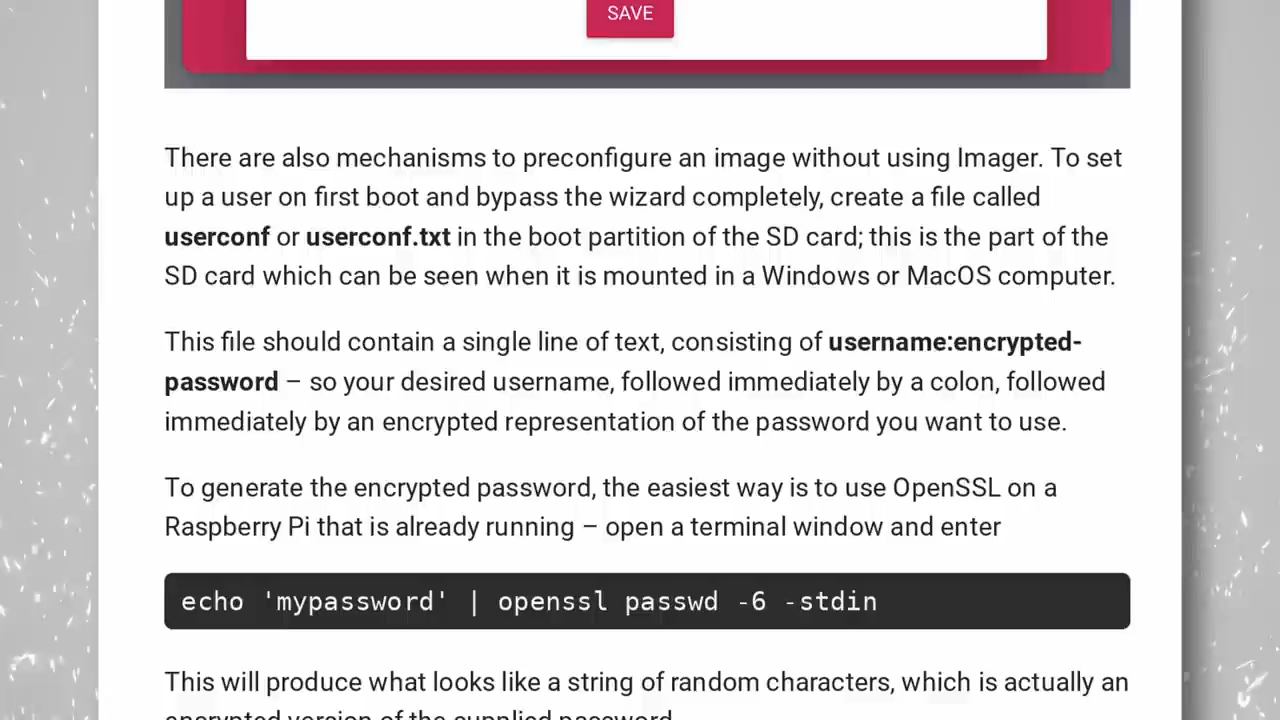 SAVE
There are also mechanisms to preconfigure an image without using Imager. To set
up a user on first boot and bypass the wizard completely, create a file called
userconf or userconf.txt in the boot partition of the SD card; this is the part of the
SD card which can be seen when it is mounted in a Windows or MacOS computer.
This file should contain a single line of text, consisting of username:encrypted-
password – so your desired username, followed immediately by a colon, followed
immediately by an encrypted representation of the password you want to use.
To generate the encrypted password, the easiest way is to use OpenSSL on a
Raspberry Pi that is already running – open a terminal window and enter
echo 'mypassword' | openssl passwd -6 -stdin
This will produce what looks like a string of random characters, which is actually an
encrypted version of the supplied password.